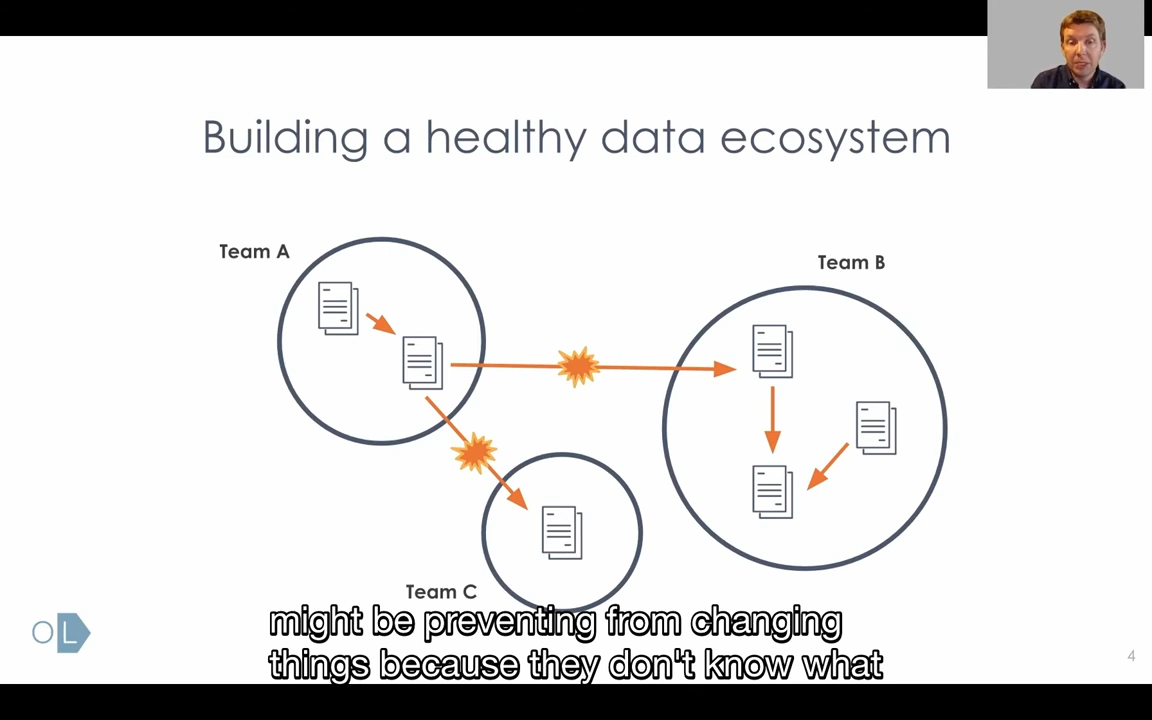 Building a healthy data ecosystem
Team A
Team B
Team C
might be preventing from changing
things because they don't know what
OL
4